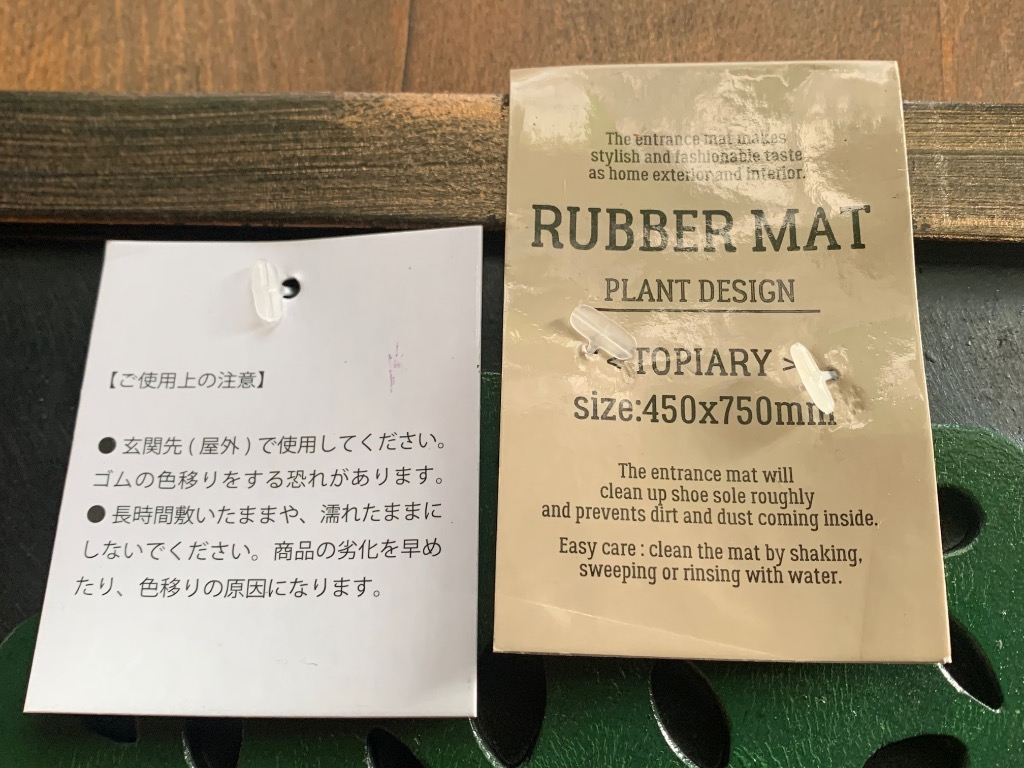 【ご使用上の注意】
● 玄関先 ( 屋外 ) で使用してください。
ゴムの色移りをする恐れがあります。
● 長時間敷いたままや、濡れたままに
しないでください。商品の劣化を早め
たり、色移りの原因になります。
The entrance mat makes
stylish and fashionable taste
as home exterior and interior.
RUBBER MAT
PLANT DESIGN
< TOPIARY >
size:450x750mm
The entrance mat will
clean up shoe sole roughly
and prevents dirt and dust coming inside.
Easy care : clean the mat by shaking,
sweeping or rinsing with water.